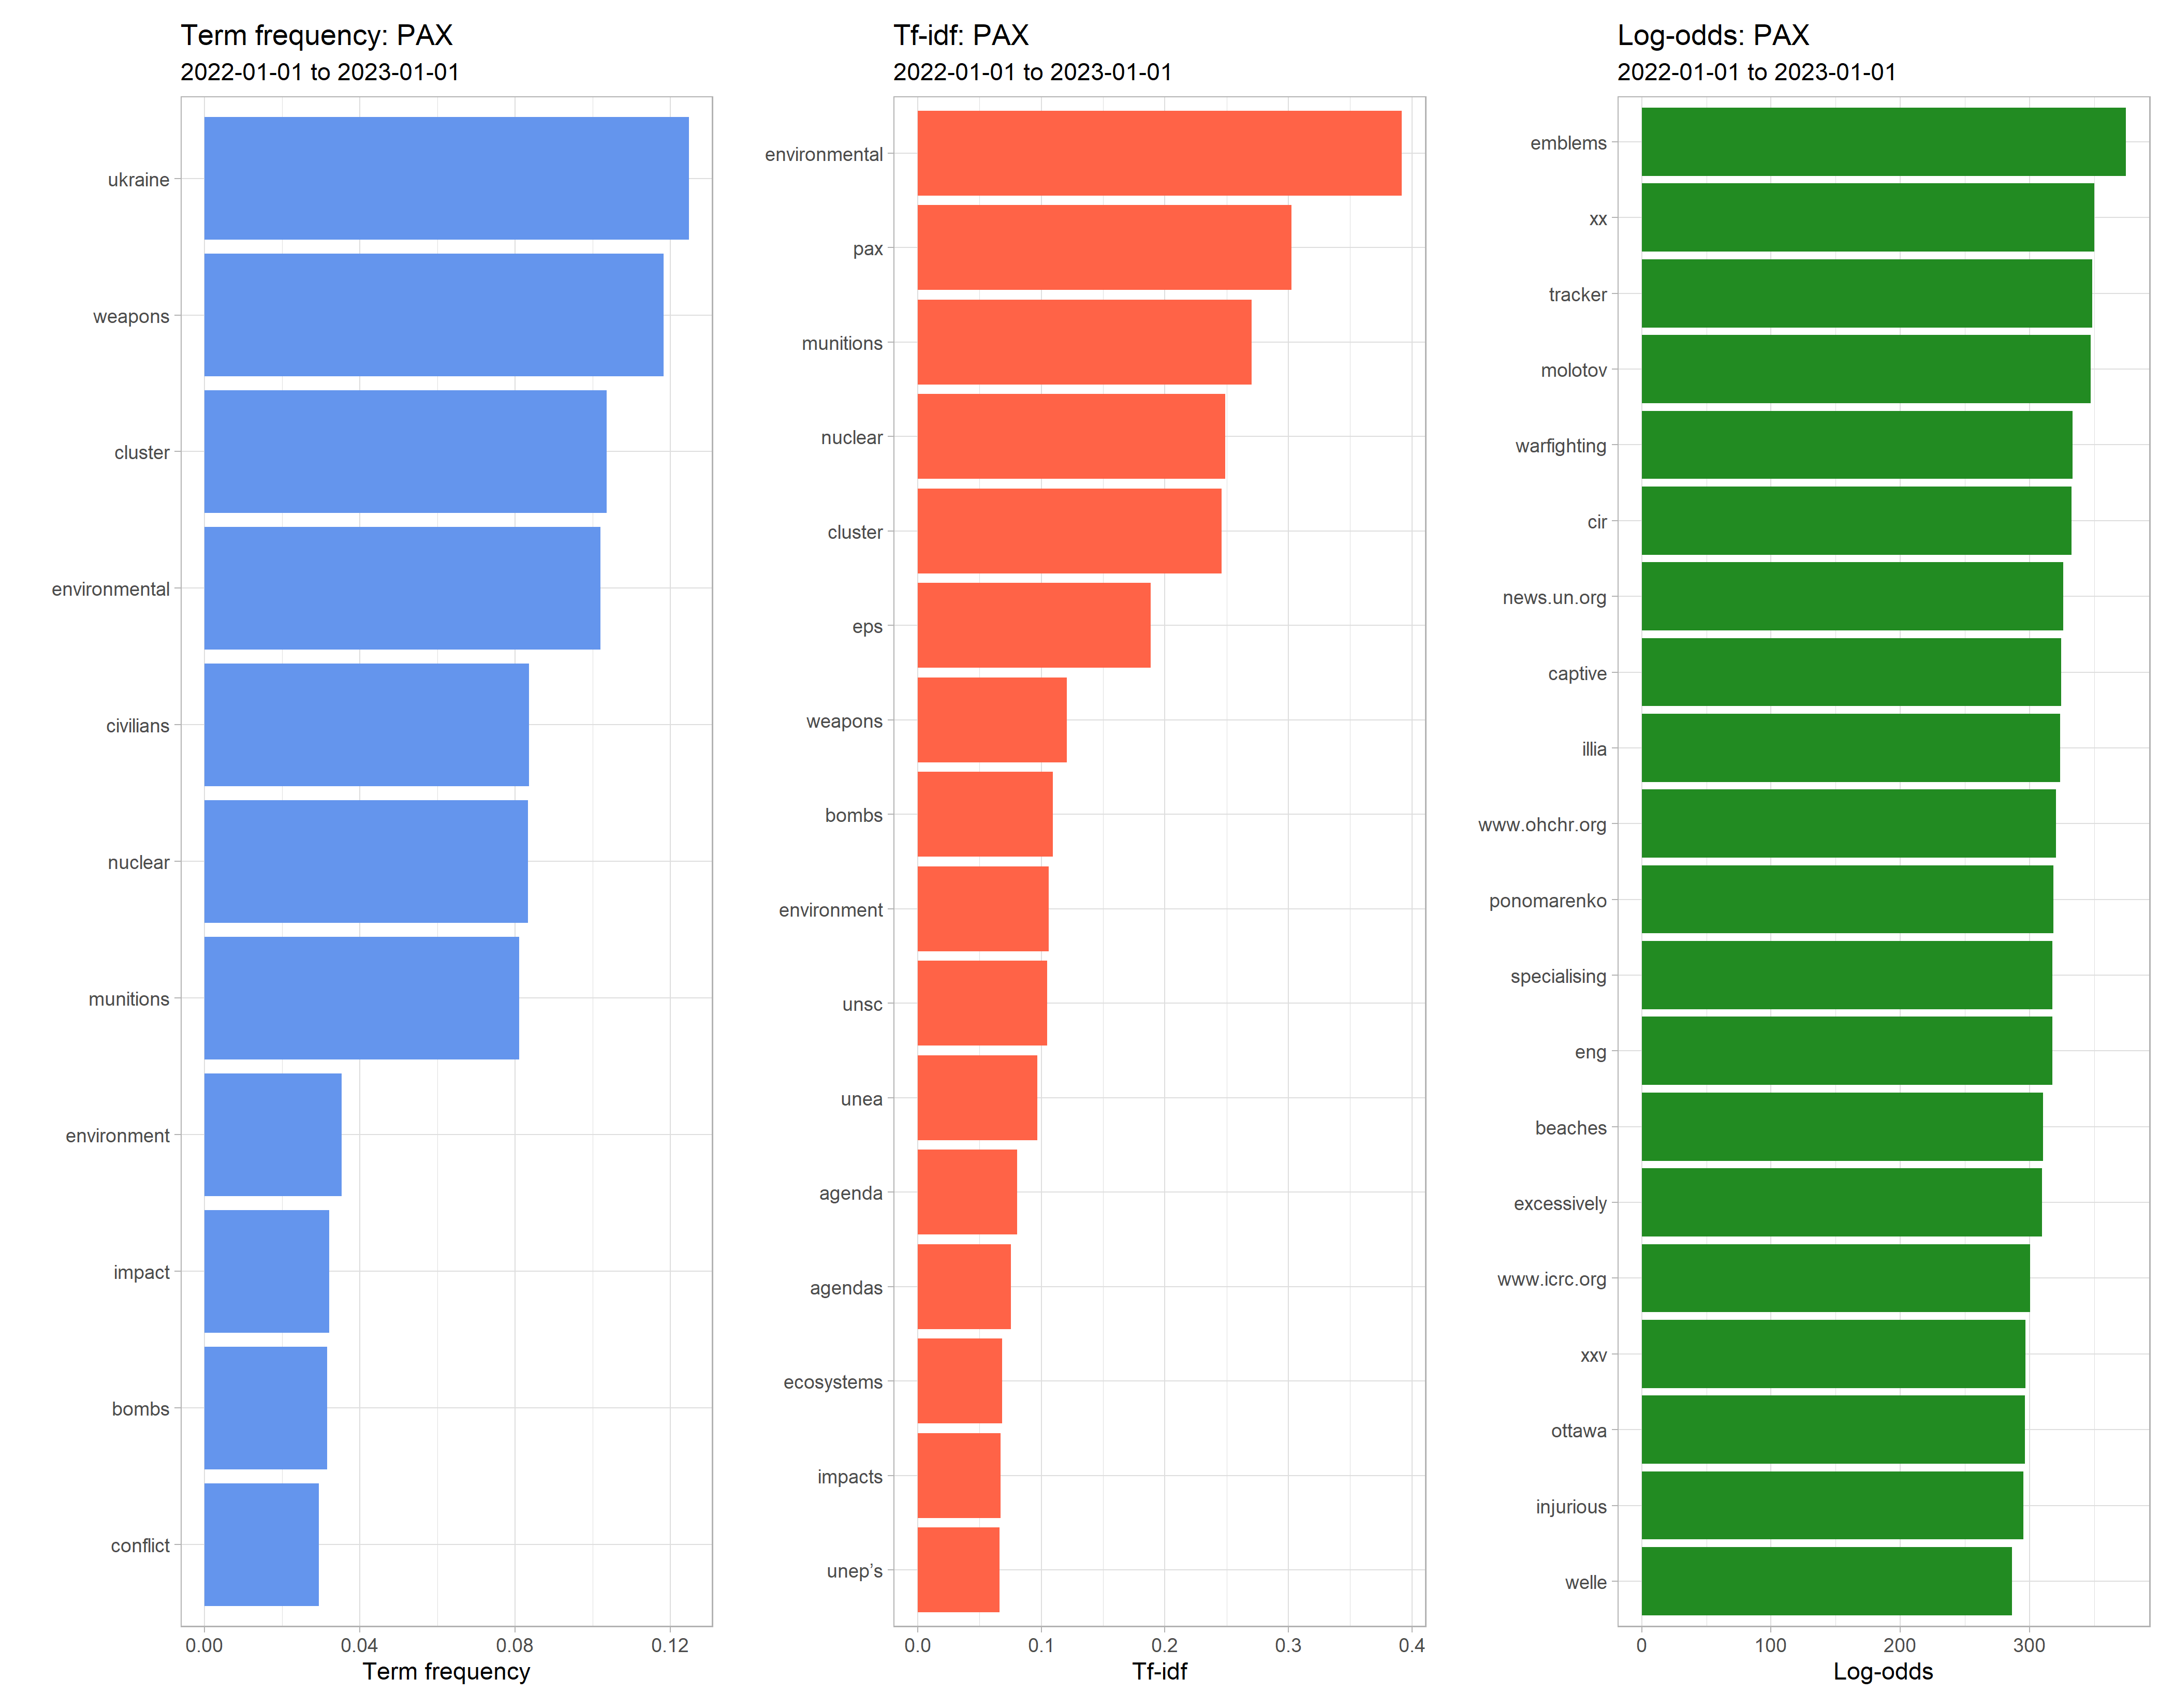 Term frequency: PAX
2022-01-01 to 2023-01-01
ukraine
weapons
cluster
environmental
civilians
nuclear
munitions
environment
impact
bombs
conflict
0.00 0.04 0.08 0.12
Term frequency
Tf-idf: PAX
2022-01-01 to 2023-01-01
environmental
pax
munitions
nuclear
cluster
eps
weapons
bombs
environment
unsc
unea
agenda
agendas
ecosystems
impacts
unep’s
0.0 0.1 0.2 0.3 0.4
Tf-idf
Log-odds: PAX
2022-01-01 to 2023-01-01
emblems
xx
tracker
molotov
warfighting
cir
news.un.org
captive
illia
www.ohchr.org
ponomarenko
specialising
eng
beaches
excessively
www.icrc.org
xxv
ottawa
injurious
welle
0 100 200 300
Log-odds